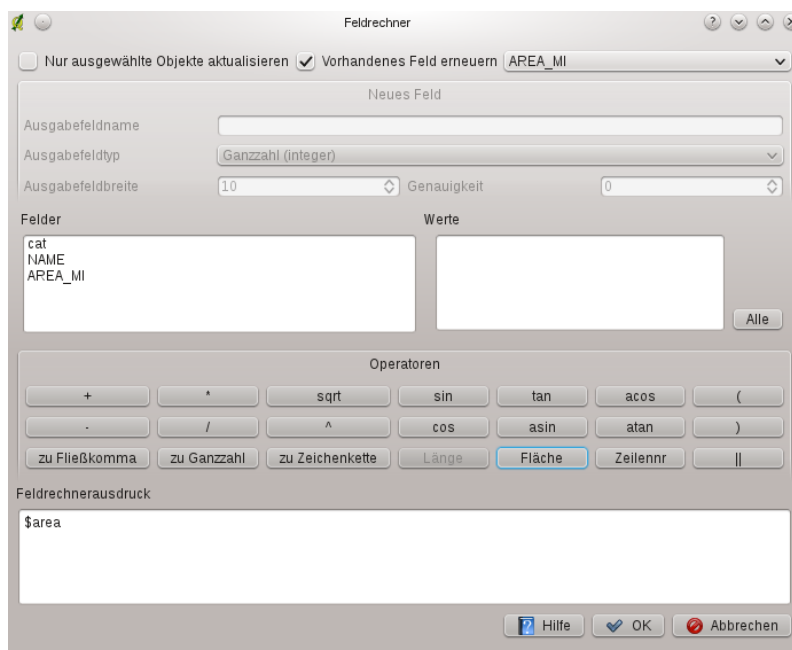 Feldrechner
Nur ausgewählte Objekte aktualisieren Vorhandenes Feld erneuern AREA_MI
Neues Feld
Ausgabefeldname
Ausgabefeldtyp Ganzzahl (integer)
Ausgabefeldbreite 10 Genauigkeit 0
Felder Werte
cat
NAME
AREA_MI
Alle
Operatoren
+ * sqrt sin tan acos (
- / ^ cos asin atan )
zu Fließkomma zu Ganzzahl zu Zeichenkette Länge Fläche Zeilennr ||
Feldrechnerausdruck
$area
Hilfe OK Abbrechen